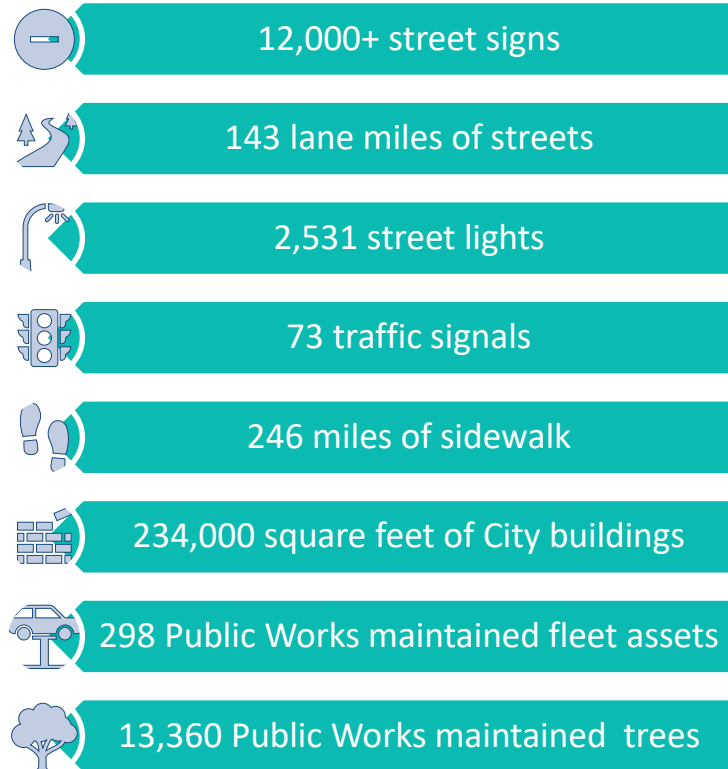 12,000+ street signs
143 lane miles of streets
2,531 street lights
73 traffic signals
246 miles of sidewalk
234,000 square feet of City buildings
298 Public Works maintained fleet assets
13,360 Public Works maintained  trees